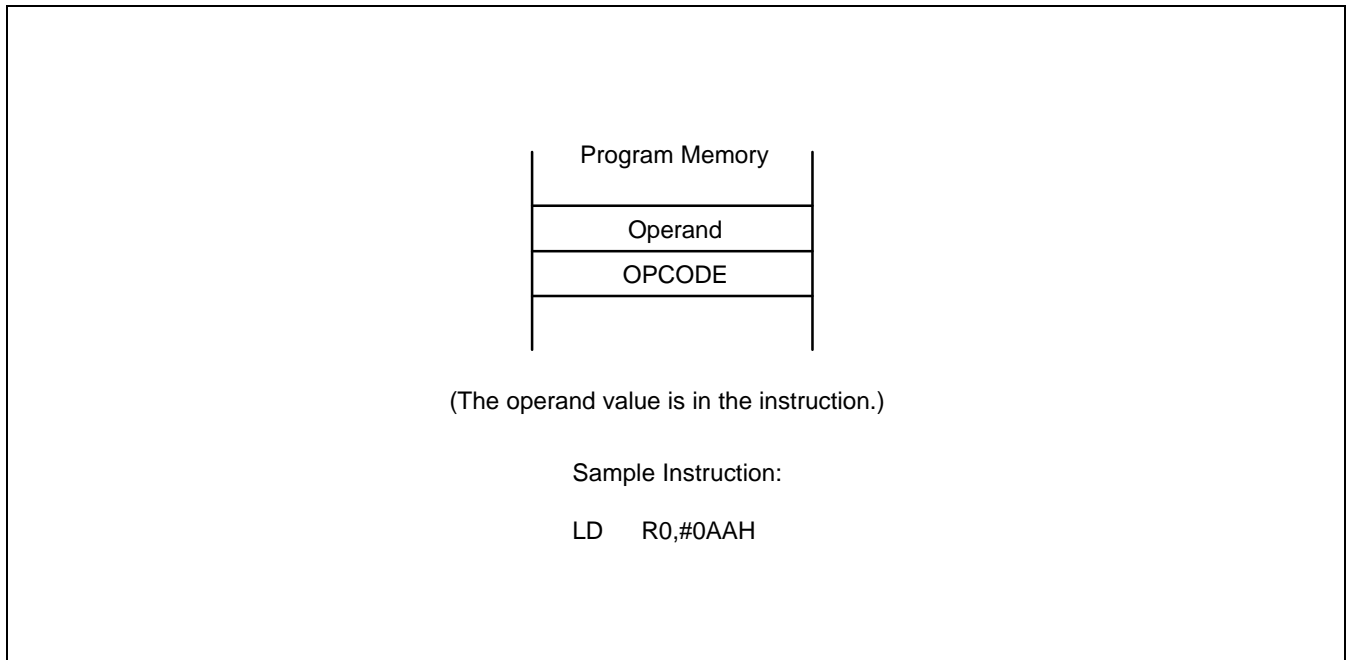 Program Memory
Operand
OPCODE
(The operand value is in the instruction.)
Sample Instruction:
LD R0,#0AAH